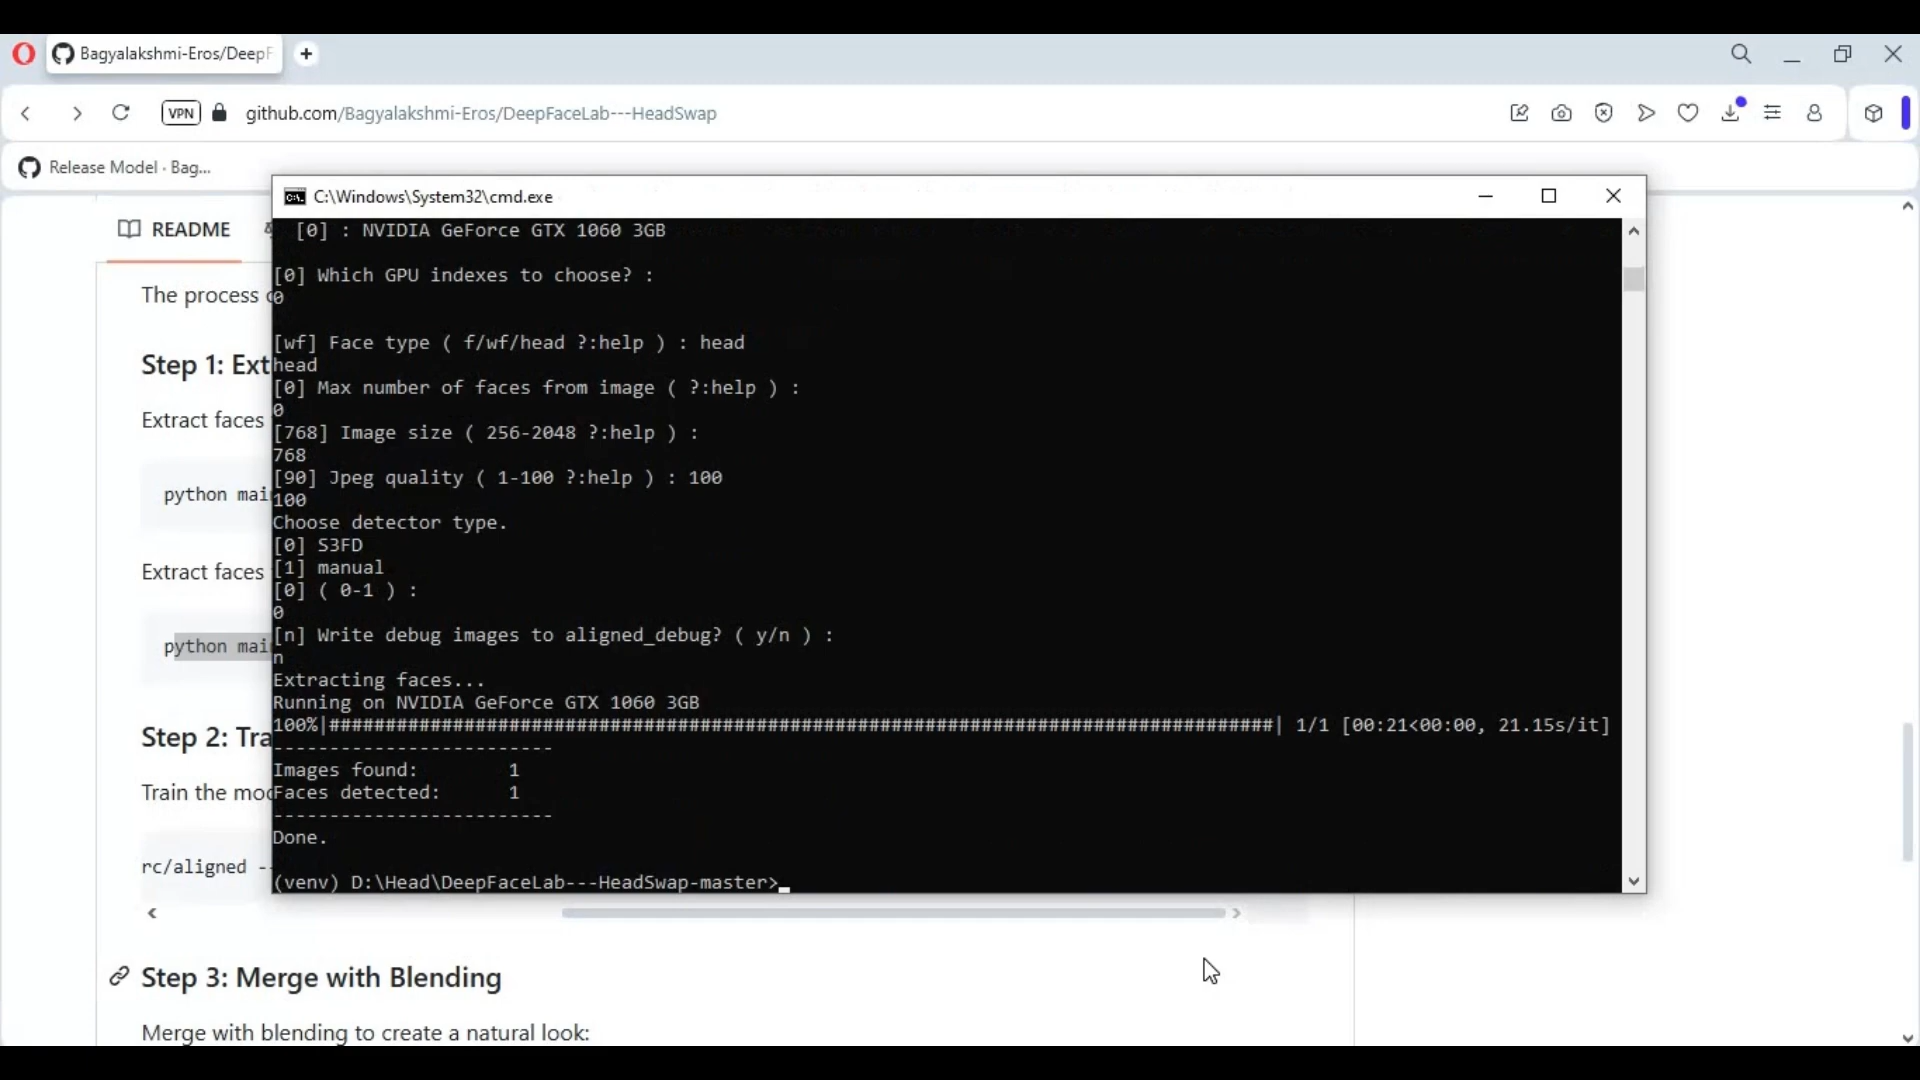 Bagyalakshmi-Eros/DeepF
VPN
github.com/Bagyalakshmi-Eros/DeepFaceLab---HeadSwap
Release Model · Bag...
C:\Windows\System32\cmd.exe
README
The process
Step 1: Ext
Extract faces
python mai
Extract faces
python mai
Step 2: Tra
Train the mod
rc/aligned --
[0] : NVIDIA GeForce GTX 1060 3GB
[0] Which GPU indexes to choose? :
0
[wf] Face type ( f/wf/head ?:help ) : head
head
[0] Max number of faces from image ( ?:help ) :
0
[768] Image size ( 256-2048 ?:help ) :
768
[90] Jpeg quality ( 1-100 ?:help ) : 100
100
Choose detector type.
[0] S3FD
[1] manual
[0] ( 0-1 ) :
0
[n] Write debug images to aligned_debug? ( y/n ) :
n
Extracting faces...
Running on NVIDIA GeForce GTX 1060 3GB
100%|################################################################################| 1/1 [00:21<00:00, 21.15s/it]
-------------------------
Images found: 1
Faces detected: 1
-------------------------
Done.
(venv) D:\Head\DeepFaceLab---HeadSwap-master>
Step 3: Merge with Blending
Merge with blending to create a natural look: